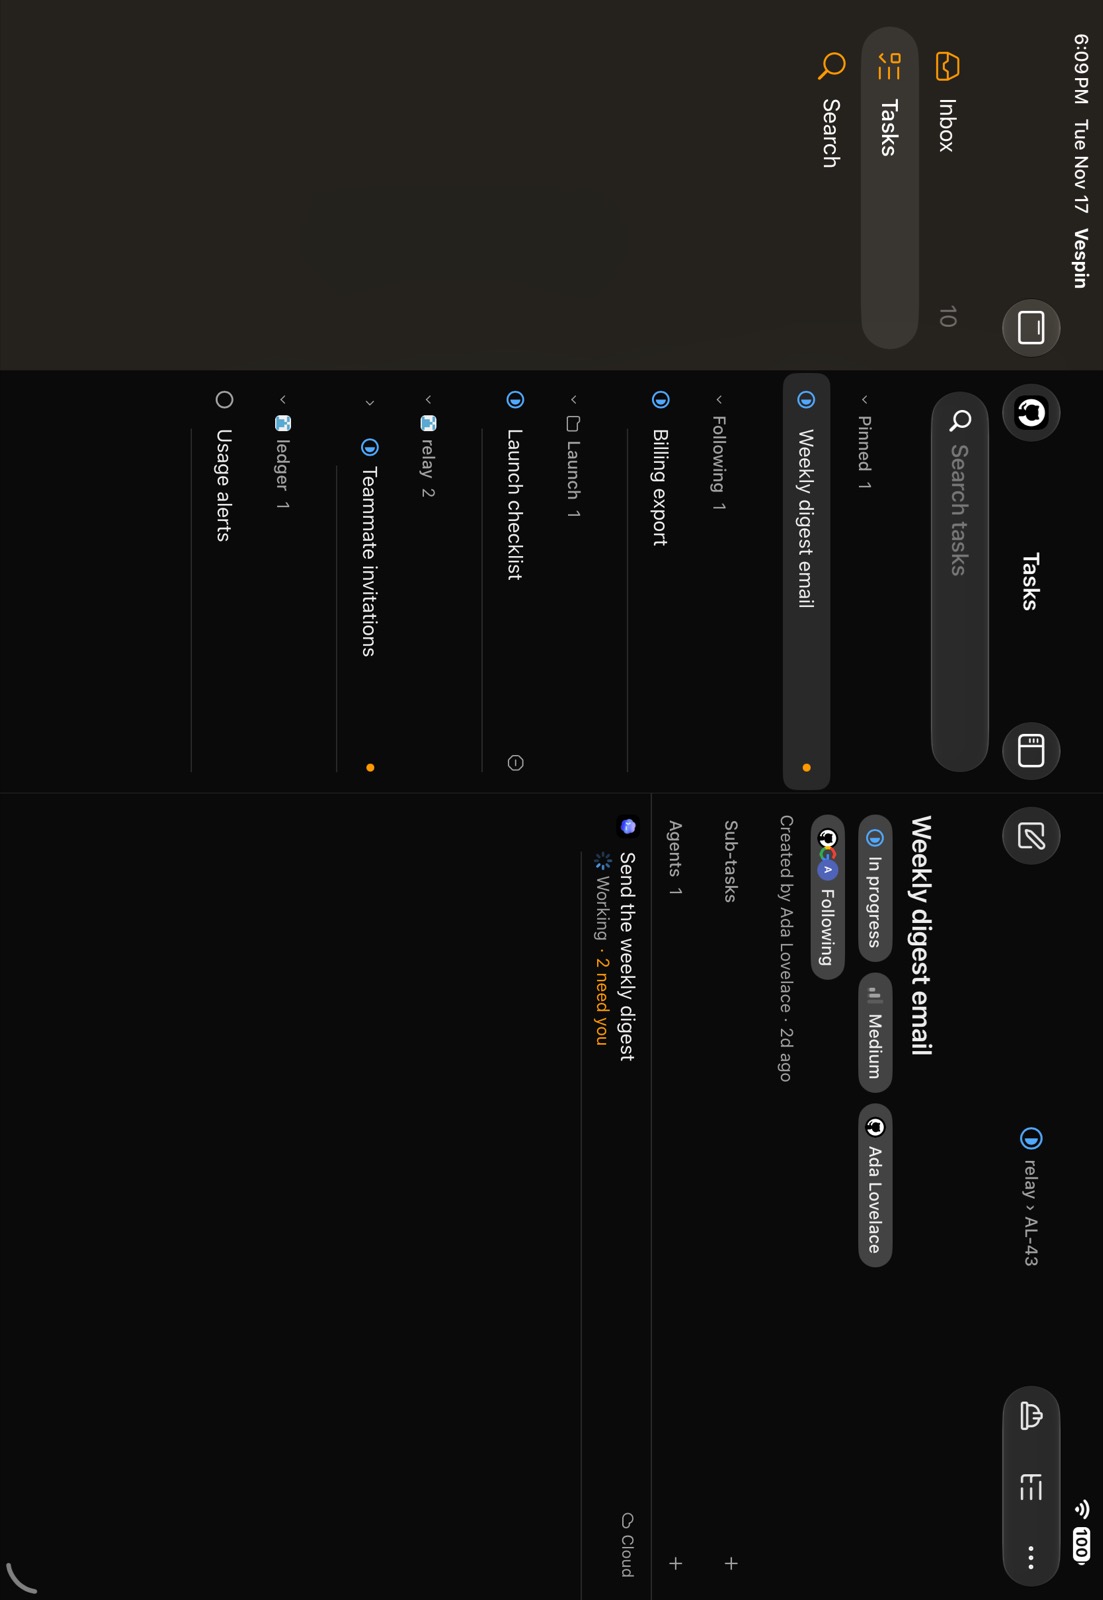 6:09 PM Tue Nov 17 Vespin
100
Inbox 10
Tasks
Search
Tasks
Search tasks
Pinned 1
Weekly digest email
Following 1
Billing export
Launch 1
Launch checklist
relay 2
Teammate invitations
ledger 1
Usage alerts
relay › AL-43
Weekly digest email
In progress
Medium
Ada Lovelace
A Following
Created by Ada Lovelace · 2d ago
Sub-tasks
Agents 1
Send the weekly digest
Cloud
Working · 2 need you